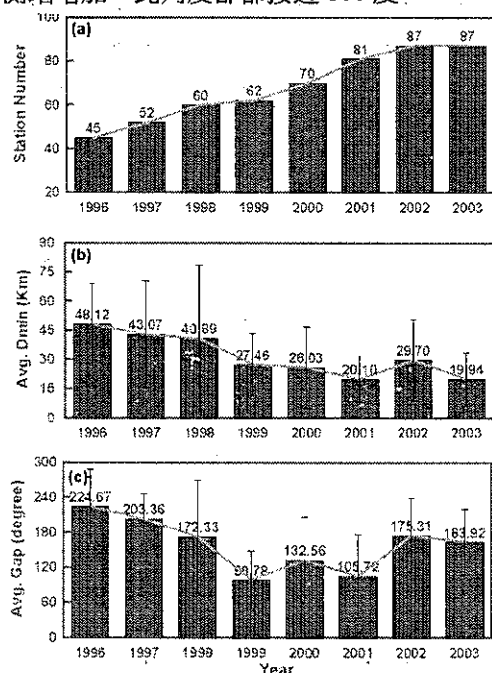 (a)
Station Number
100
80
60
40
20
45 52 60 62 70 81 87 87
1996 1997 1998 1999 2000 2001 2002 2003
(b)
Avg. Dmin (Km)
90
75
60
45
30
15
0
48.12 43.07 40.89 27.46 26.03 20.10 29.70 19.94
1996 1997 1998 1999 2000 2001 2002 2003
(c)
Avg. Gap (degree)
300
240
180
120
60
0
224.67 203.36 172.33 132.56 175.31 163.92
1996 1997 1998 1999 2000 2001 2002 2003
Year